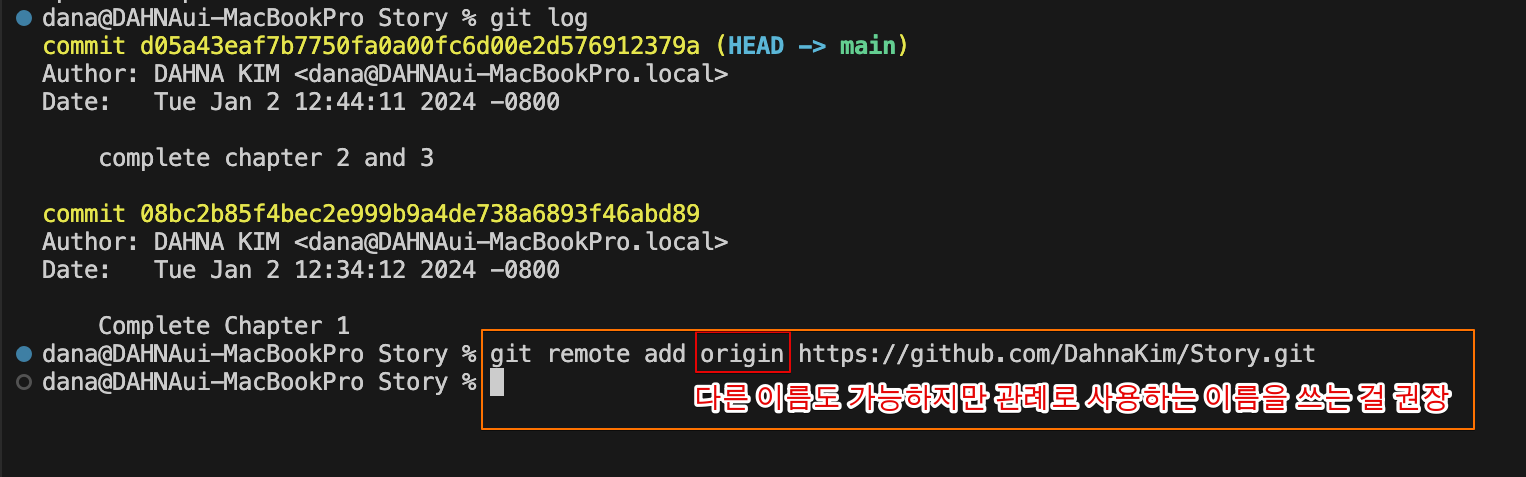 dana@DAHNAui-MacBookPro Story % git log
commit d05a43eaf7b7750fa0a00fc6d00e2d576912379a (HEAD -> main)
Author: DAHNA KIM <dana@DAHNAui-MacBookPro.local>
Date:   Tue Jan 2 12:44:11 2024 -0800
complete chapter 2 and 3
commit 08bc2b85f4bec2e999b9a4de738a6893f46abd89
Author: DAHNA KIM <dana@DAHNAui-MacBookPro.local>
Date:   Tue Jan 2 12:34:12 2024 -0800
Complete Chapter 1
dana@DAHNAui-MacBookPro Story % git remote add origin https://github.com/DahnaKim/Story.git
dana@DAHNAui-MacBookPro Story %
다른 이름도 가능하지만 관례로 사용하는 이름을 쓰는 걸 권장